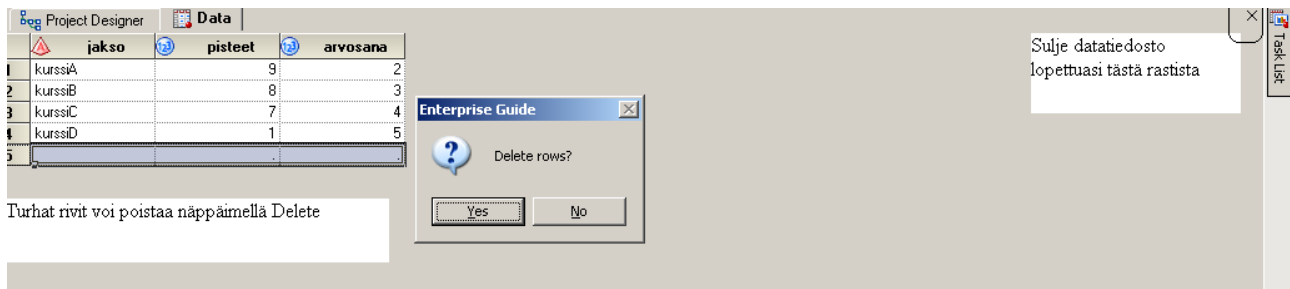 Project Designer Data
jakso pisteet arvosana
1 kurssiA 9 2
2 kurssiB 8 3
3 kurssiC 7 4
4 kurssiD 1 5
5 . .
Turhat rivit voi poistaa näppäimellä Delete
Enterprise Guide
Delete rows?
Yes No
Sulje datatiedosto
lopettuasi tästä rastista
Task List